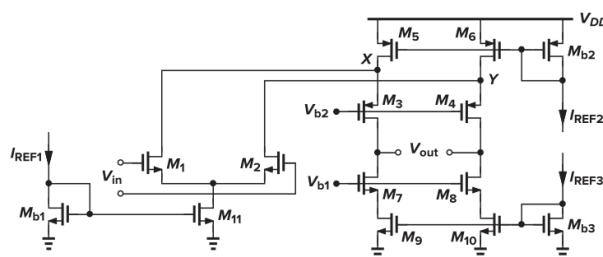 V_DD
M_5
M_6
M_b2
X
Y
I_REF2
M_3
M_4
V_b2
I_REF1
V_in
M_1
M_2
V_out
I_REF3
V_b1
M_7
M_8
M_b1
M_11
M_9
M_10
M_b3